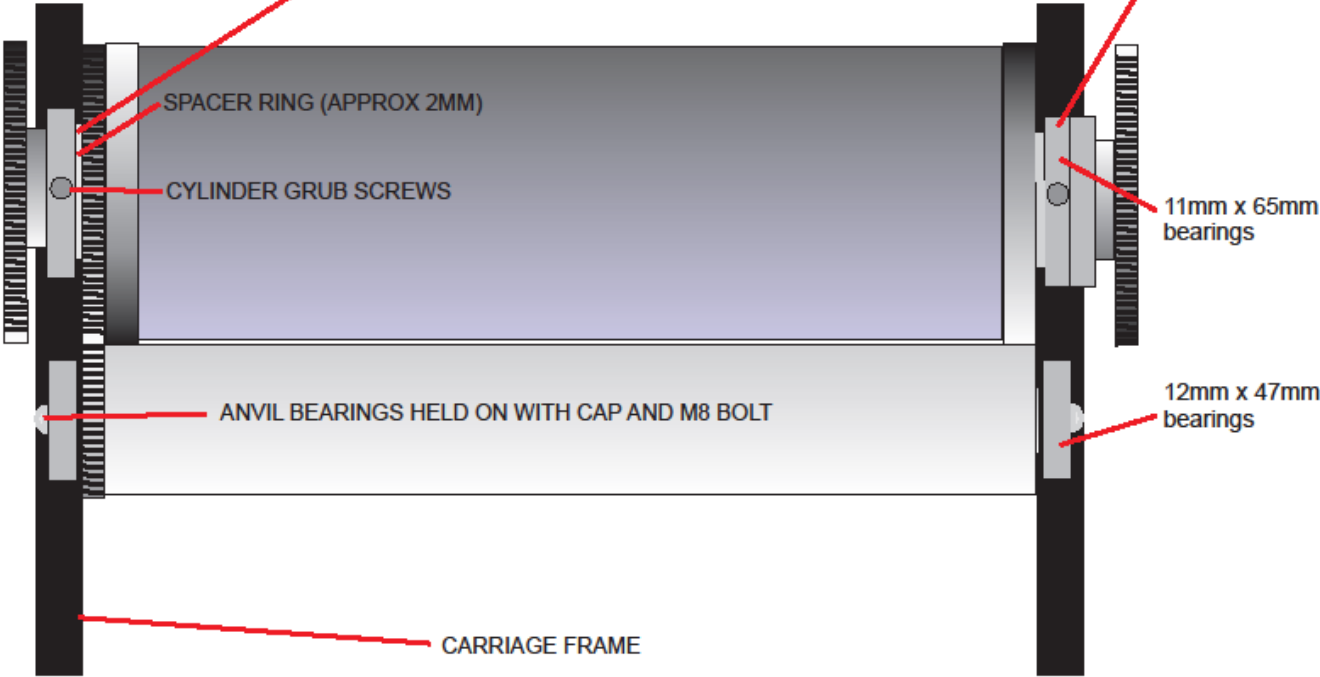 SPACER RING (APPROX 2MM)
CYLINDER GRUB SCREWS
11mm x 65mm
bearings
12mm x 47mm
bearings
ANVIL BEARINGS HELD ON WITH CAP AND M8 BOLT
CARRIAGE FRAME